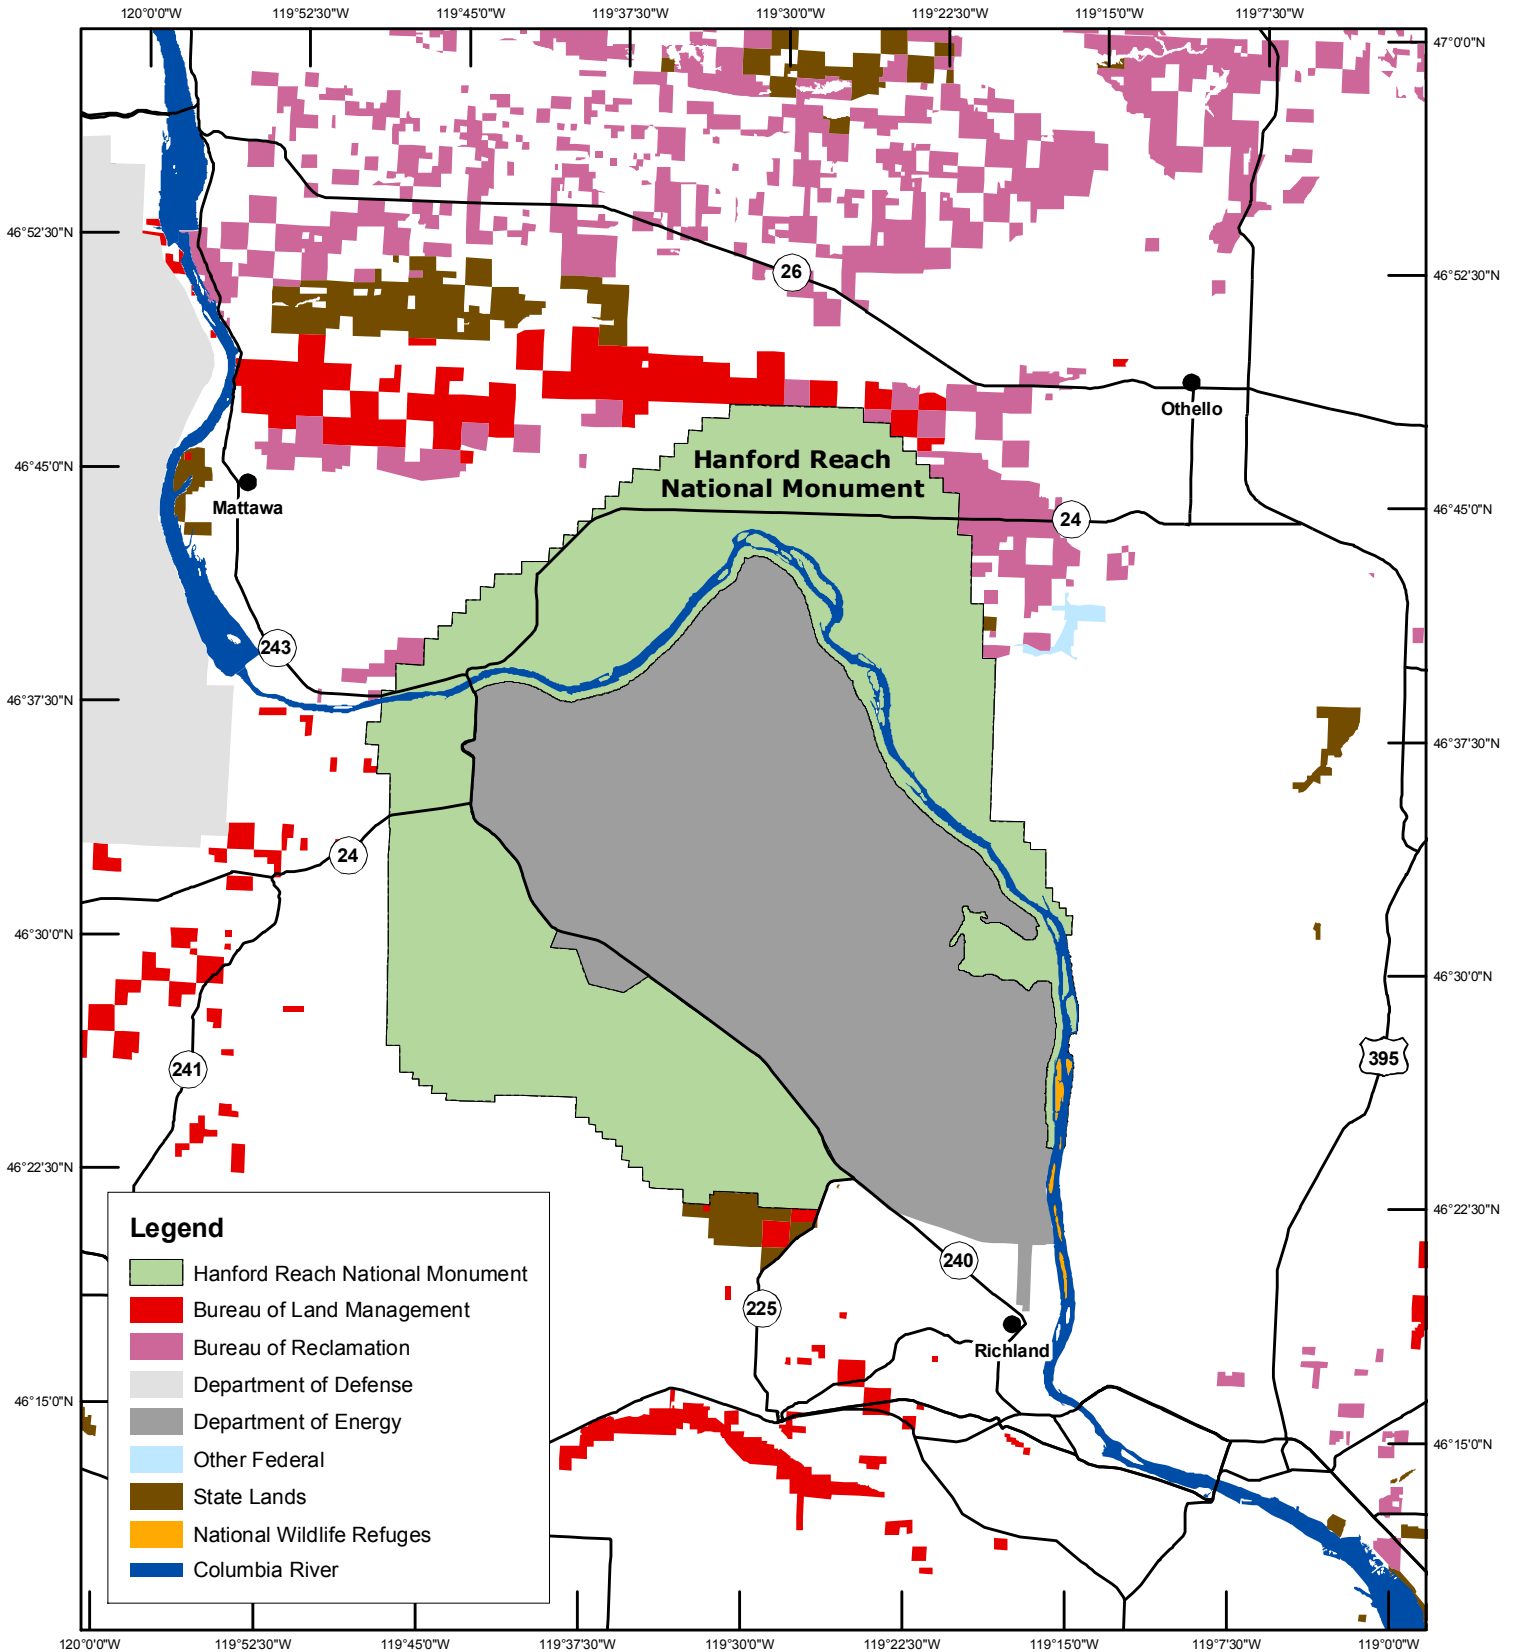 120°0'0"W 119°52'30"W 119°45'0"W 119°37'30"W 119°30'0"W 119°22'30"W 119°15'0"W 119°7'30"W
47°0'0"N
46°52'30"N
26
46°52'30"N
Othello
Hanford Reach
National Monument
46°45'0"N
Mattawa
24
46°45'0"N
243
46°37'30"N
46°37'30"N
24
46°30'0"N
46°30'0"N
395
241
46°22'30"N
46°22'30"N
Legend
Hanford Reach National Monument
Bureau of Land Management
Bureau of Reclamation
Department of Defense
Department of Energy
Other Federal
State Lands
National Wildlife Refuges
Columbia River
240
225
Richland
46°15'0"N
46°15'0"N
120°0'0"W 119°52'30"W 119°45'0"W 119°37'30"W 119°30'0"W 119°22'30"W 119°15'0"W 119°7'30"W 119°0'0"W